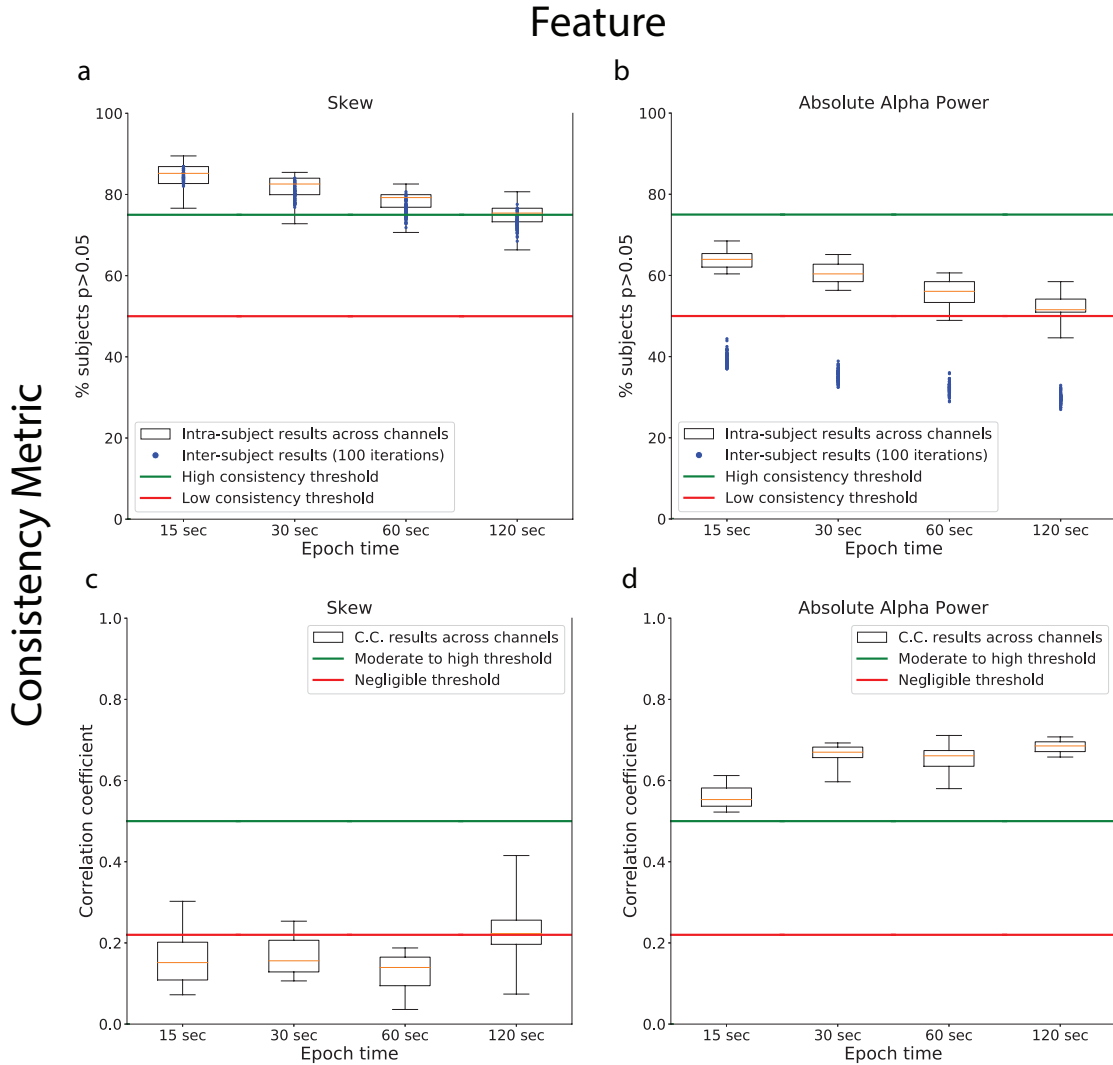 Feature
Consistency Metric
a
Skew
100
80
60
40
20
0
% subjects p>0.05
Intra-subject results across channels
Inter-subject results (100 iterations)
High consistency threshold
Low consistency threshold
15 sec
30 sec
60 sec
120 sec
Epoch time
b
Absolute Alpha Power
100
80
60
40
20
0
% subjects p>0.05
Intra-subject results across channels
Inter-subject results (100 iterations)
High consistency threshold
Low consistency threshold
15 sec
30 sec
60 sec
120 sec
Epoch time
c
Skew
1.0
0.8
0.6
0.4
0.2
0.0
Correlation coefficient
C.C. results across channels
Moderate to high threshold
Negligible threshold
15 sec
30 sec
60 sec
120 sec
Epoch time
d
Absolute Alpha Power
1.0
0.8
0.6
0.4
0.2
0.0
Correlation coefficient
C.C. results across channels
Moderate to high threshold
Negligible threshold
15 sec
30 sec
60 sec
120 sec
Epoch time